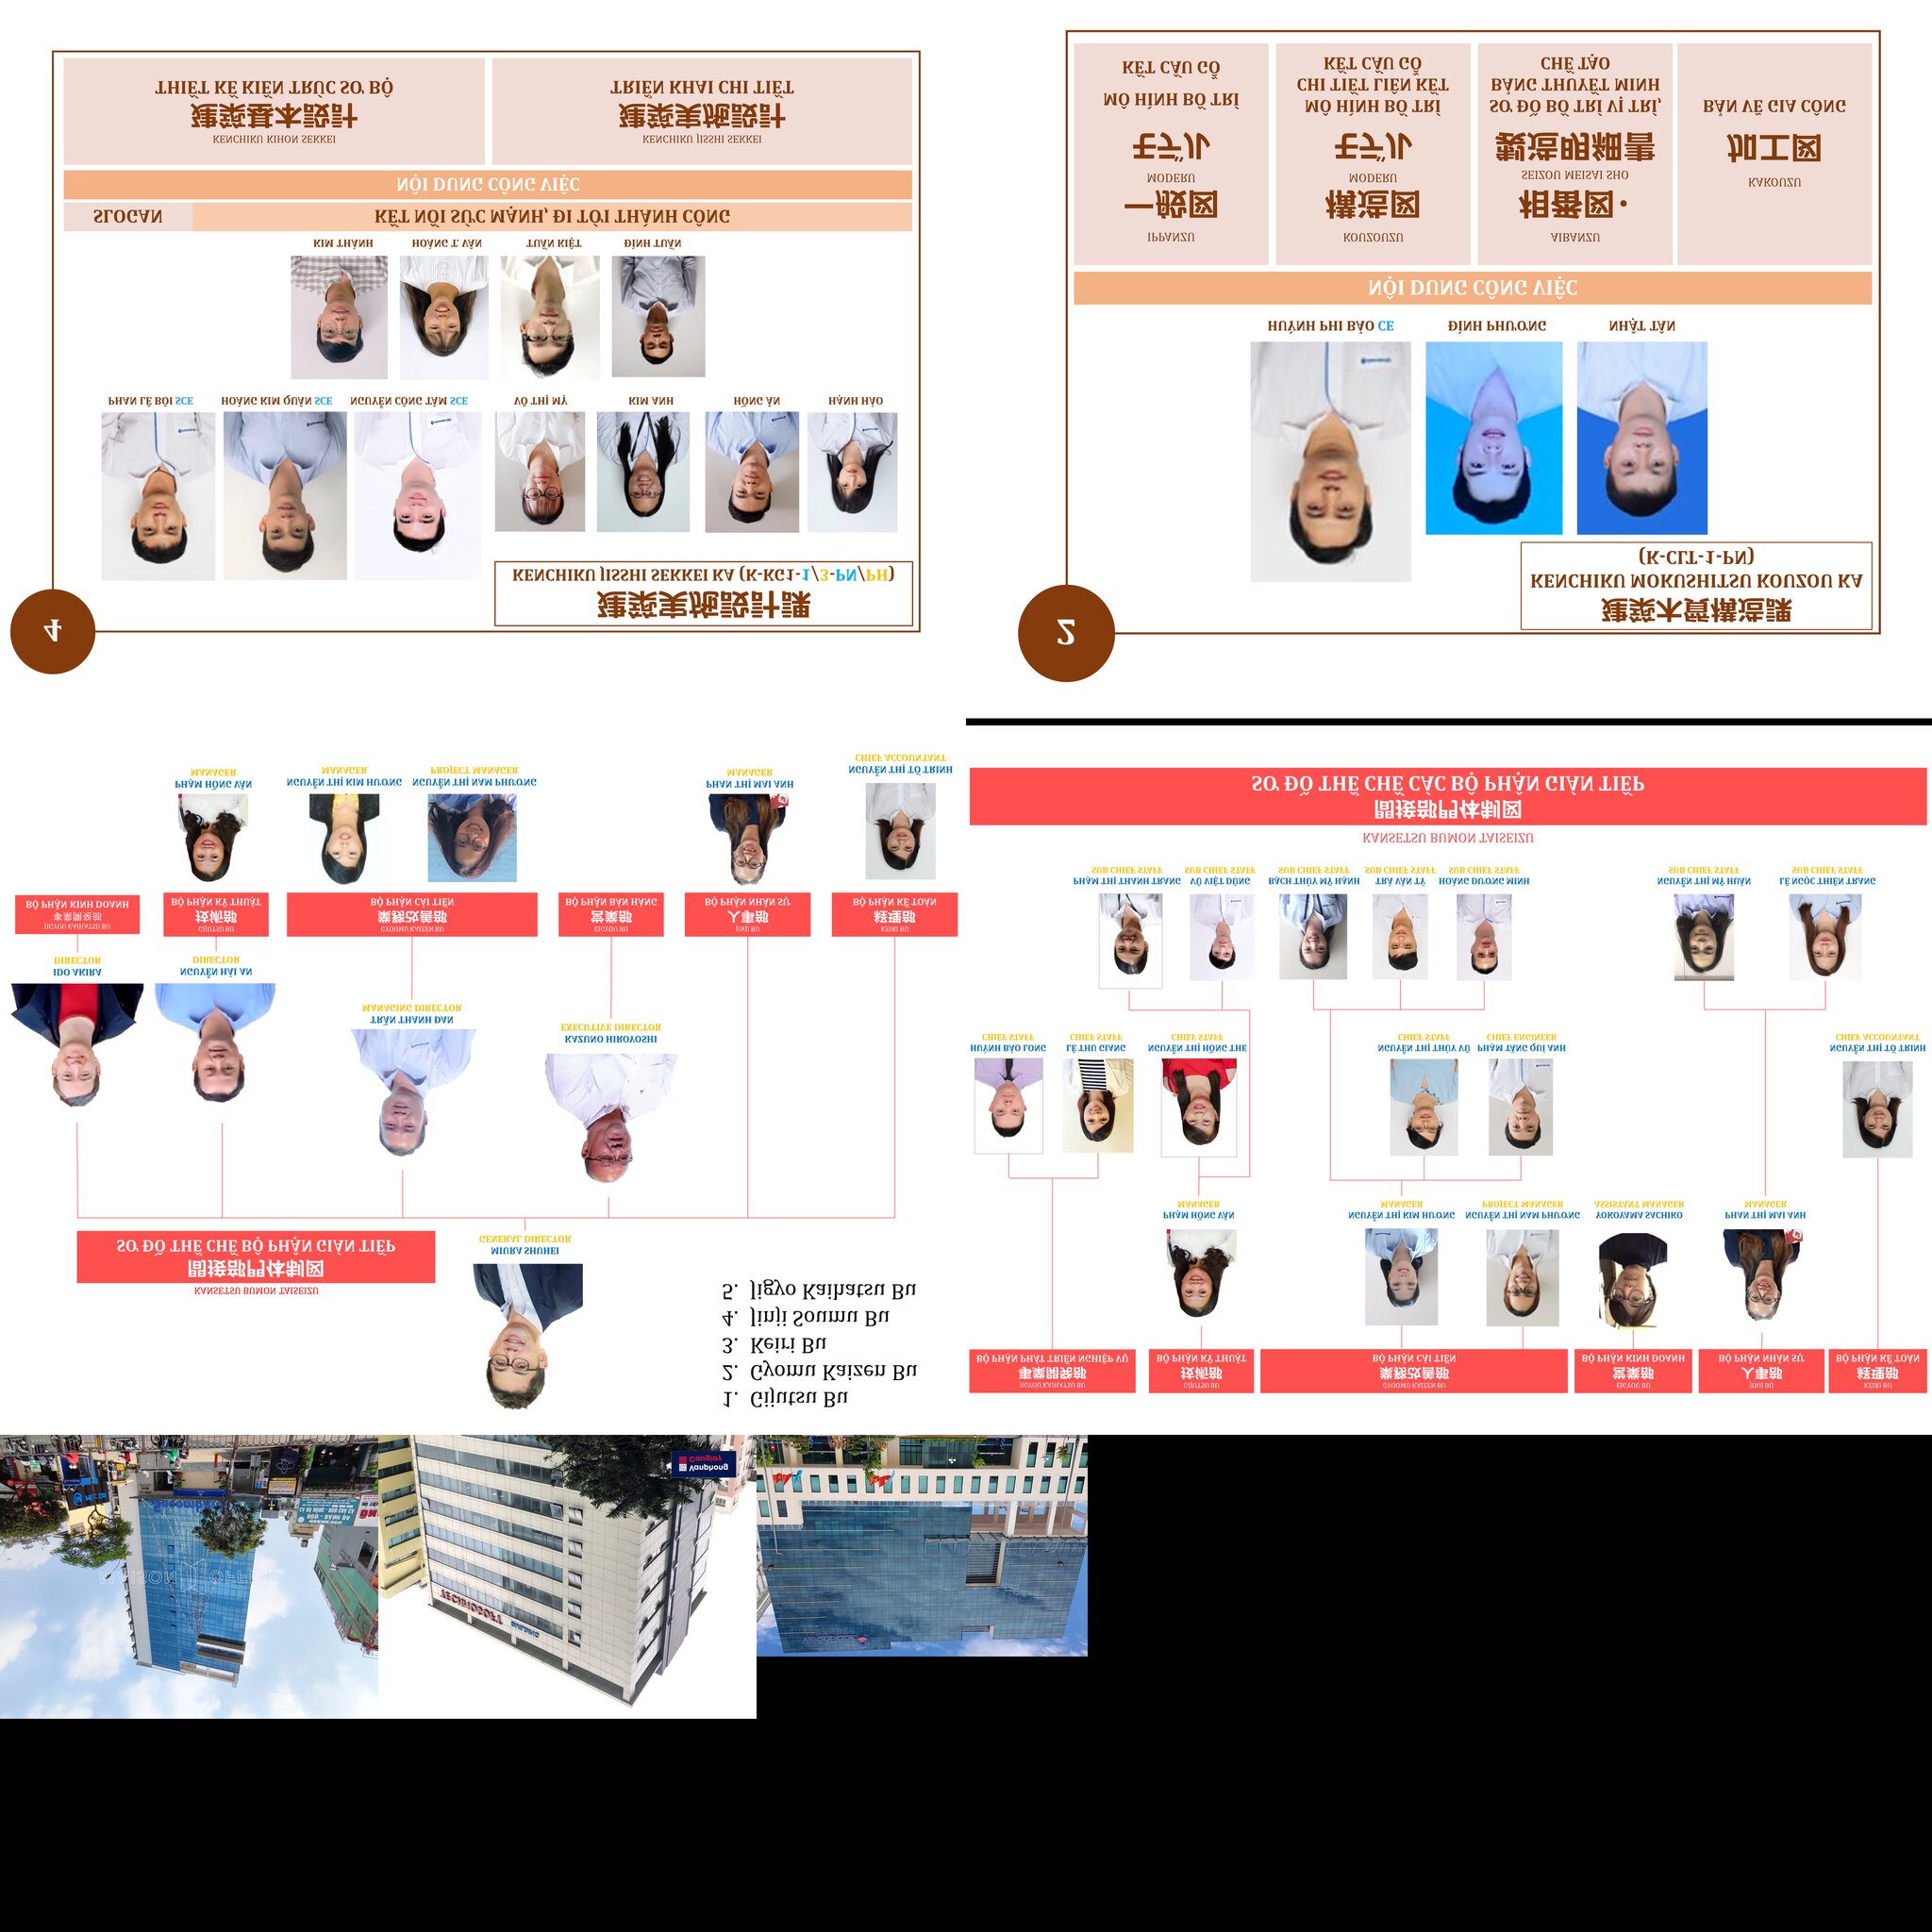 4
建築実施設計課
KENCHIKU JISSHI SEKKEI KA (K-KG1-1/3-PN/PH)
PHAN LÊ BỘI SCE
HOÀNG KIM QUÂN SCE
NGUYỄN CÔNG TÂM SCE
VÕ THỊ MỸ
KIM ANH
HỒNG ÂN
HẠNH HẢO
KIM THÀNH
HOÀNG T. VÂN
TUẤN KIỆT
ĐÌNH TUẤN
SLOGAN
KẾT NỐI SỨC MẠNH, ĐI TỚI THÀNH CÔNG
NỘI DUNG CÔNG VIỆC
KENCHIKU KIHON SEKKEI
建築基本設計
THIẾT KẾ KIẾN TRÚC SƠ BỘ
KENCHIKU JISSHI SEKKEI
建築実施設計
TRIỂN KHAI CHI TIẾT
2
建築木質構造課
KENCHIKU MOKUSHITSU KOUZOU KA
(K-CLT-1-PN)
HUỲNH PHI BẢO CE
ĐÌNH PHƯƠNG
NHẬT TÂN
NỘI DUNG CÔNG VIỆC
IPPANZU
一般図
MODERU
モデル
MÔ HÌNH BỐ TRÍ
KẾT CẤU GỖ
KOUZOUZU
構造図
MODERU
モデル
MÔ HÌNH BỐ TRÍ
CHI TIẾT LIÊN KẾT
KẾT CẤU GỖ
AIBANZU
相番図・
SEIZOU MEISAI SHO
製造明細書
SƠ ĐỒ BỐ TRÍ VỊ TRÍ,
BẢNG THUYẾT MINH
CHẾ TẠO
KAKOUZU
加工図
BẢN VẼ GIA CÔNG
1. Gijutsu Bu
2. Gyomu Kaizen Bu
3. Keiri Bu
4. Jinji Soumu Bu
5. Jigyo Kaihatsu Bu
KANSETSU BUMON TAISEIZU
間接部門体制図
SƠ ĐỒ THỂ CHẾ BỘ PHẬN GIÁN TIẾP
MIURA SHUHEI
GENERAL DIRECTOR
KAZUNO HIROYOSHI
EXECUTIVE DIRECTOR
TRẦN THANH DAN
MANAGING DIRECTOR
IDO AKIRA
DIRECTOR
NGUYỄN HẢI AN
DIRECTOR
JIGYOU KAIHATSU BU
事業開発部
BỘ PHẬN KINH DOANH
GIJUTSU BU
技術部
BỘ PHẬN KỸ THUẬT
GYOUMU KAIZEN BU
業務改善部
BỘ PHẬN CẢI TIẾN
EIGYOU BU
営業部
BỘ PHẬN BÁN HÀNG
JINJI BU
人事部
BỘ PHẬN NHÂN SỰ
KEIRI BU
経理部
BỘ PHẬN KẾ TOÁN
PHẠM HỒNG VÂN
MANAGER
NGUYỄN THỊ KIM HƯƠNG
MANAGER
NGUYỄN THỊ NAM PHƯƠNG
PROJECT MANAGER
PHAN THỊ MAI ANH
MANAGER
NGUYỄN THỊ TỐ TRINH
CHIEF ACCOUNTANT
JIGYOU KAIHATSU BU
事業開発部
BỘ PHẬN PHÁT TRIỂN NGHIỆP VỤ
GIJUTSU BU
技術部
BỘ PHẬN KỸ THUẬT
GYOUMU KAIZEN BU
業務改善部
BỘ PHẬN CẢI TIẾN
EIGYOU BU
営業部
BỘ PHẬN KINH DOANH
JINJI BU
人事部
BỘ PHẬN NHÂN SỰ
KEIRI BU
経理部
BỘ PHẬN KẾ TOÁN
PHẠM HỒNG VÂN
MANAGER
NGUYỄN THỊ KIM HƯƠNG
MANAGER
NGUYỄN THỊ NAM PHƯƠNG
PROJECT MANAGER
YOKOYAMA SACHIKO
ASSISTANT MANAGER
PHAN THỊ MAI ANH
MANAGER
HUỲNH BẢO LONG
CHIEF STAFF
LÊ THU GIANG
CHIEF STAFF
NGUYỄN THỊ HỒNG THE
CHIEF STAFF
NGUYỄN THỊ THÚY VŨ
CHIEF STAFF
PHẠM TĂNG QUÍ ANH
CHIEF ENGINEER
NGUYỄN THỊ TỐ TRINH
CHIEF ACCOUNTANT
PHẠM THỊ THANH TRANG
SUB CHIEF STAFF
VŨ VIỆT DŨNG
SUB CHIEF STAFF
BẠCH THÚY MỸ HẠNH
SUB CHIEF STAFF
TRÀ VĂN TÝ
SUB CHIEF STAFF
HOÀNG DƯƠNG MINH
SUB CHIEF STAFF
NGUYỄN THỊ MỸ HUÂN
SUB CHIEF STAFF
LÊ NGỌC THIÊN TRANG
SUB CHIEF STAFF
KANSETSU BUMON TAISEIZU
間接部門体制図
SƠ ĐỒ THỂ CHẾ CÁC BỘ PHẬN GIÁN TIẾP
MAISON OFFICE
Sacombank
TECHNOSOFT BUILDING
Vanphong
Caugiay